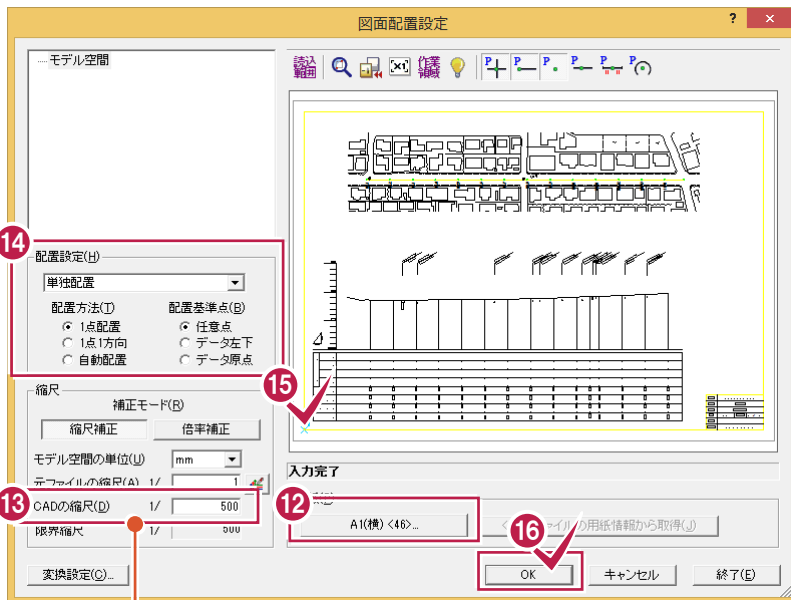 図面配置設定
? ×
モデル空間
読込範囲
作業領域
P P P P P P
14
配置設定(H)
単独配置
配置方法(T) 配置基準点(B)
1点配置 任意点
1点1方向 データ左下
自動配置 データ原点
15
縮尺
補正モード(R)
縮尺補正 倍率補正
モデル空間の単位(U) mm
元ファイルの縮尺(A) 1/ 1
13
CADの縮尺(D) 1/ 500
限界縮尺 1/ 500
入力完了
12
A1(横) <46>...
ファイルの用紙情報から取得(J)
16
変換設定(C)...
OK キャンセル 終了(E)